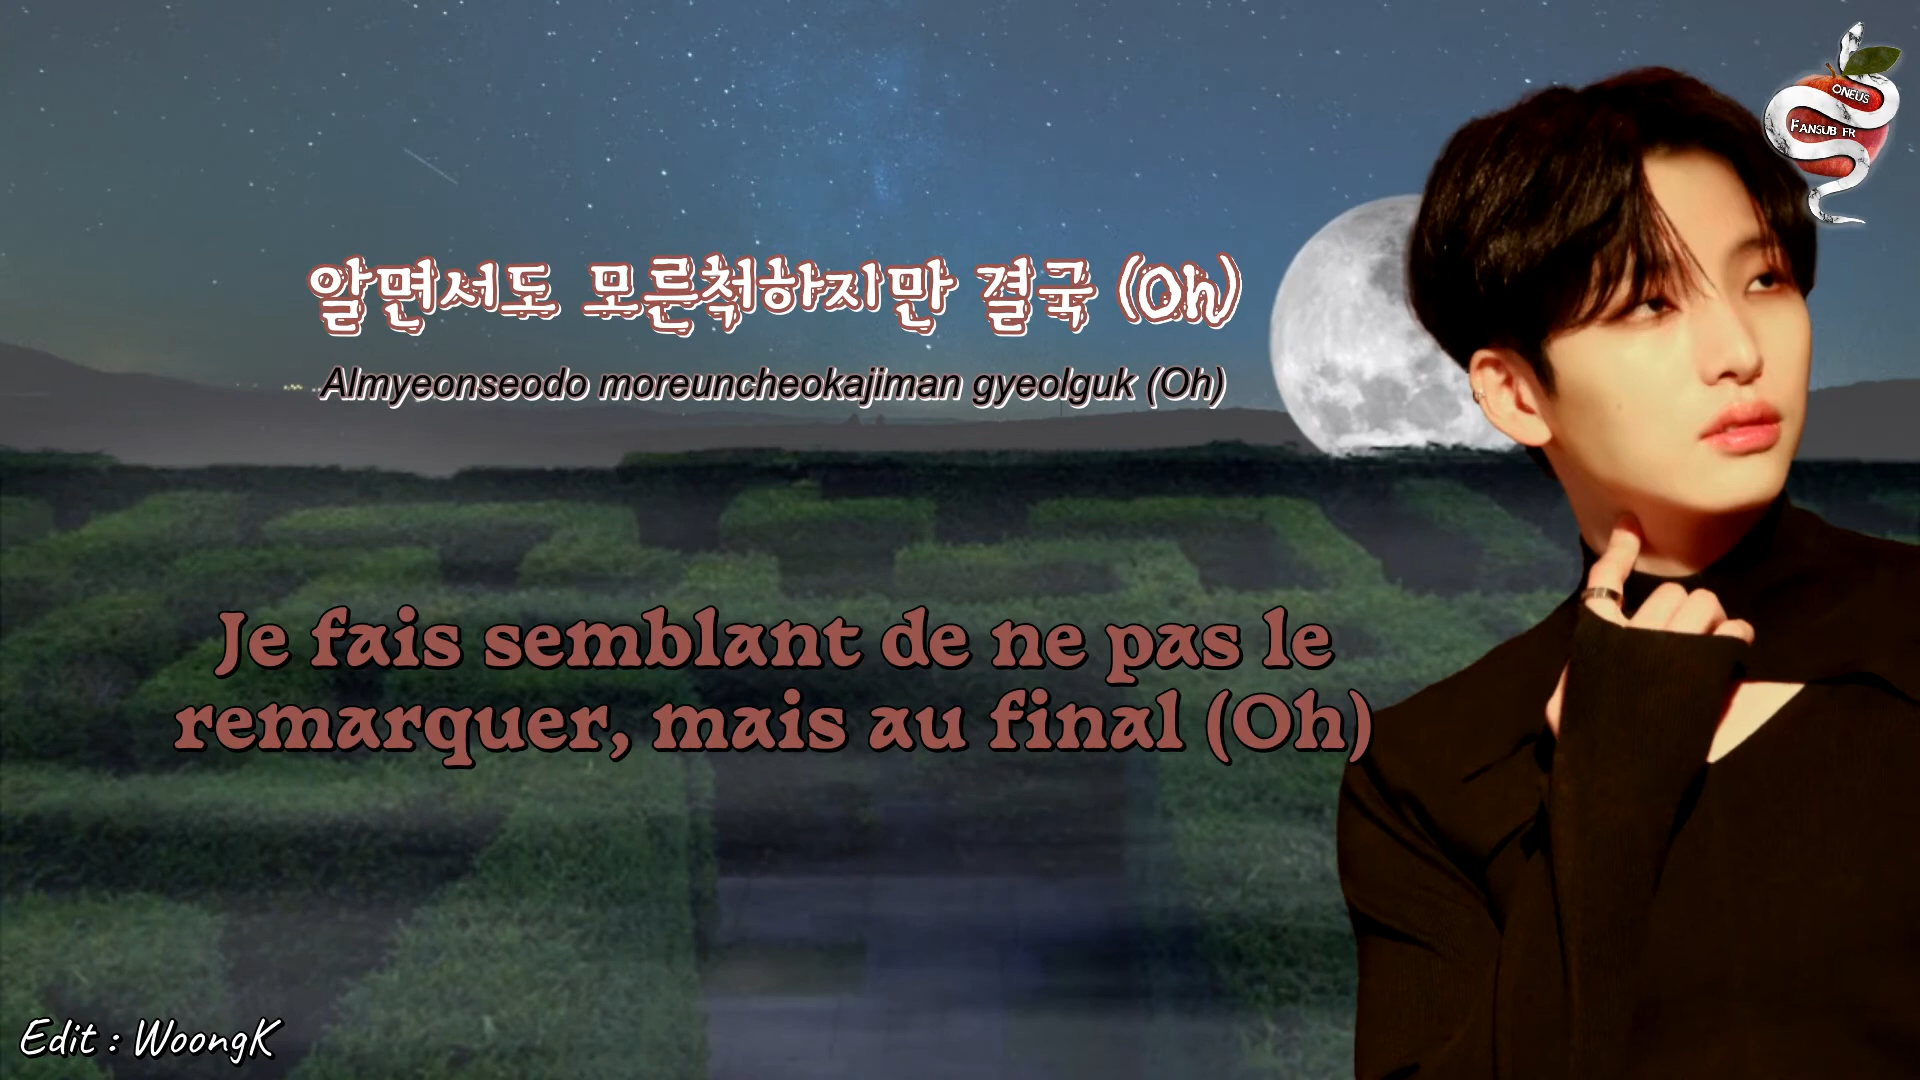 ONEUS
FANSUB FR
알면서도 모른척하지만 결국 (Oh)
Almyeonseodo moreuncheokajiman gyeolguk (Oh)
Je fais semblant de ne pas le
remarquer, mais au final (Oh)
Edit : WoongK